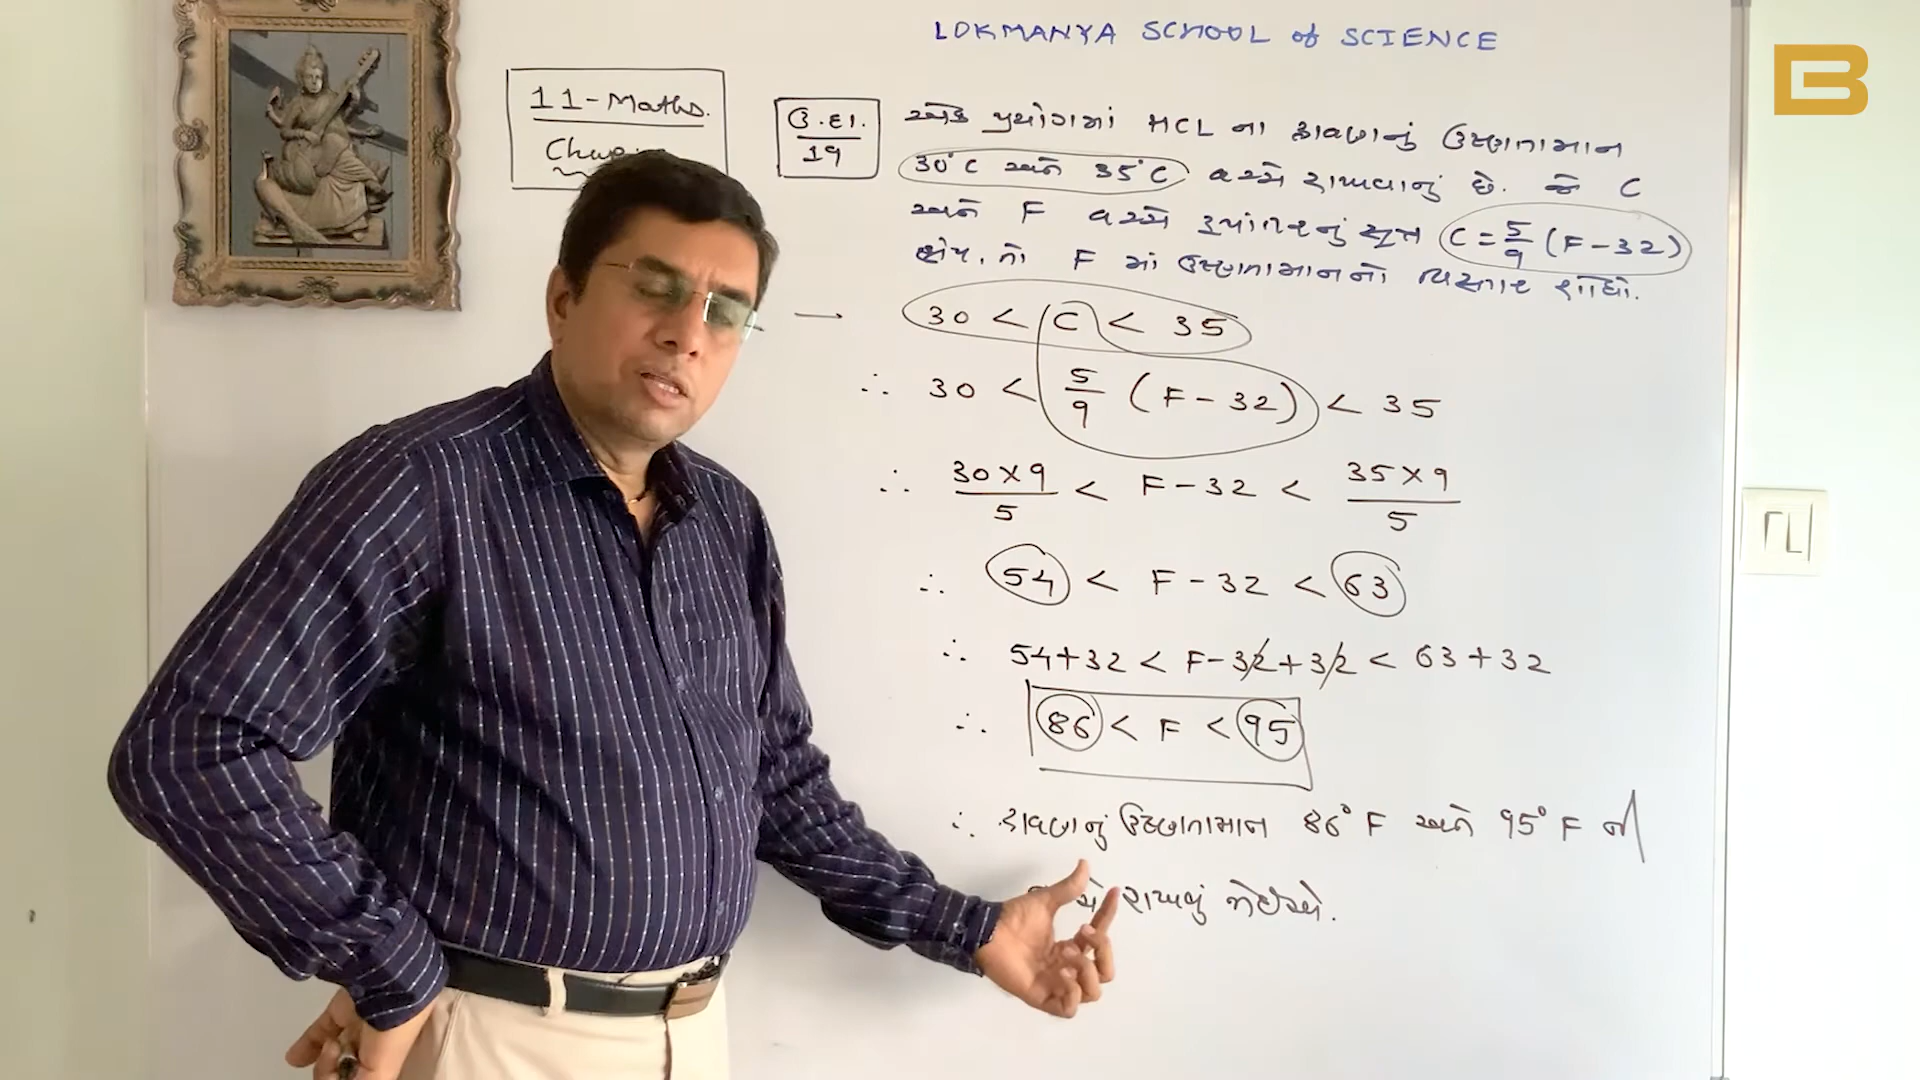 LOKMANYA SCHOOL of SCIENCE
11-Maths.
ઉ.દા.
19
એક પ્રયોગમાં HCL ના દ્રાવણનું ઉષ્ણતામાન
30°C અને 35°C વચ્ચે રાખવાનું છે. જો C
અને F વચ્ચે રૂપાંતરનું સૂત્ર C = 5/9 (F-32)
હોય, તો F માં ઉષ્ણતામાનનો વિસ્તાર શોધો.
→ 30 < C < 35
∴ 30 < 5/9 (F-32) < 35
∴ 30×9/5 < F-32 < 35×9/5
∴ 54 < F-32 < 63
∴ 54+32 < F-32+32 < 63+32
∴ 86 < F < 95
∴ દ્રાવણનું ઉષ્ણતામાન 86°F અને 95°F ની
રાખવું જોઈએ.